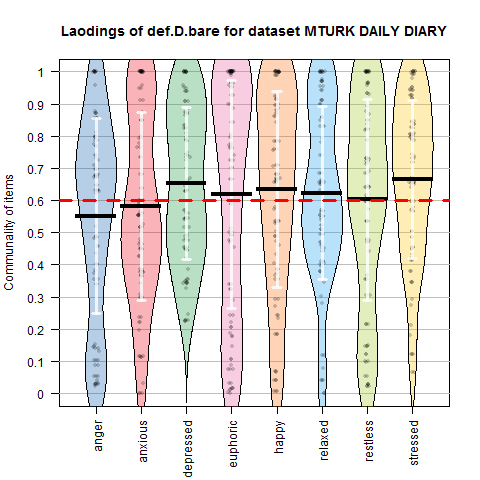 Laodings of def.D.bare for dataset MTURK DAILY DIARY
Communality of items
1
0.9
0.8
0.7
0.6
0.5
0.4
0.3
0.2
0.1
0
anger
anxious
depressed
euphoric
happy
relaxed
restless
stressed